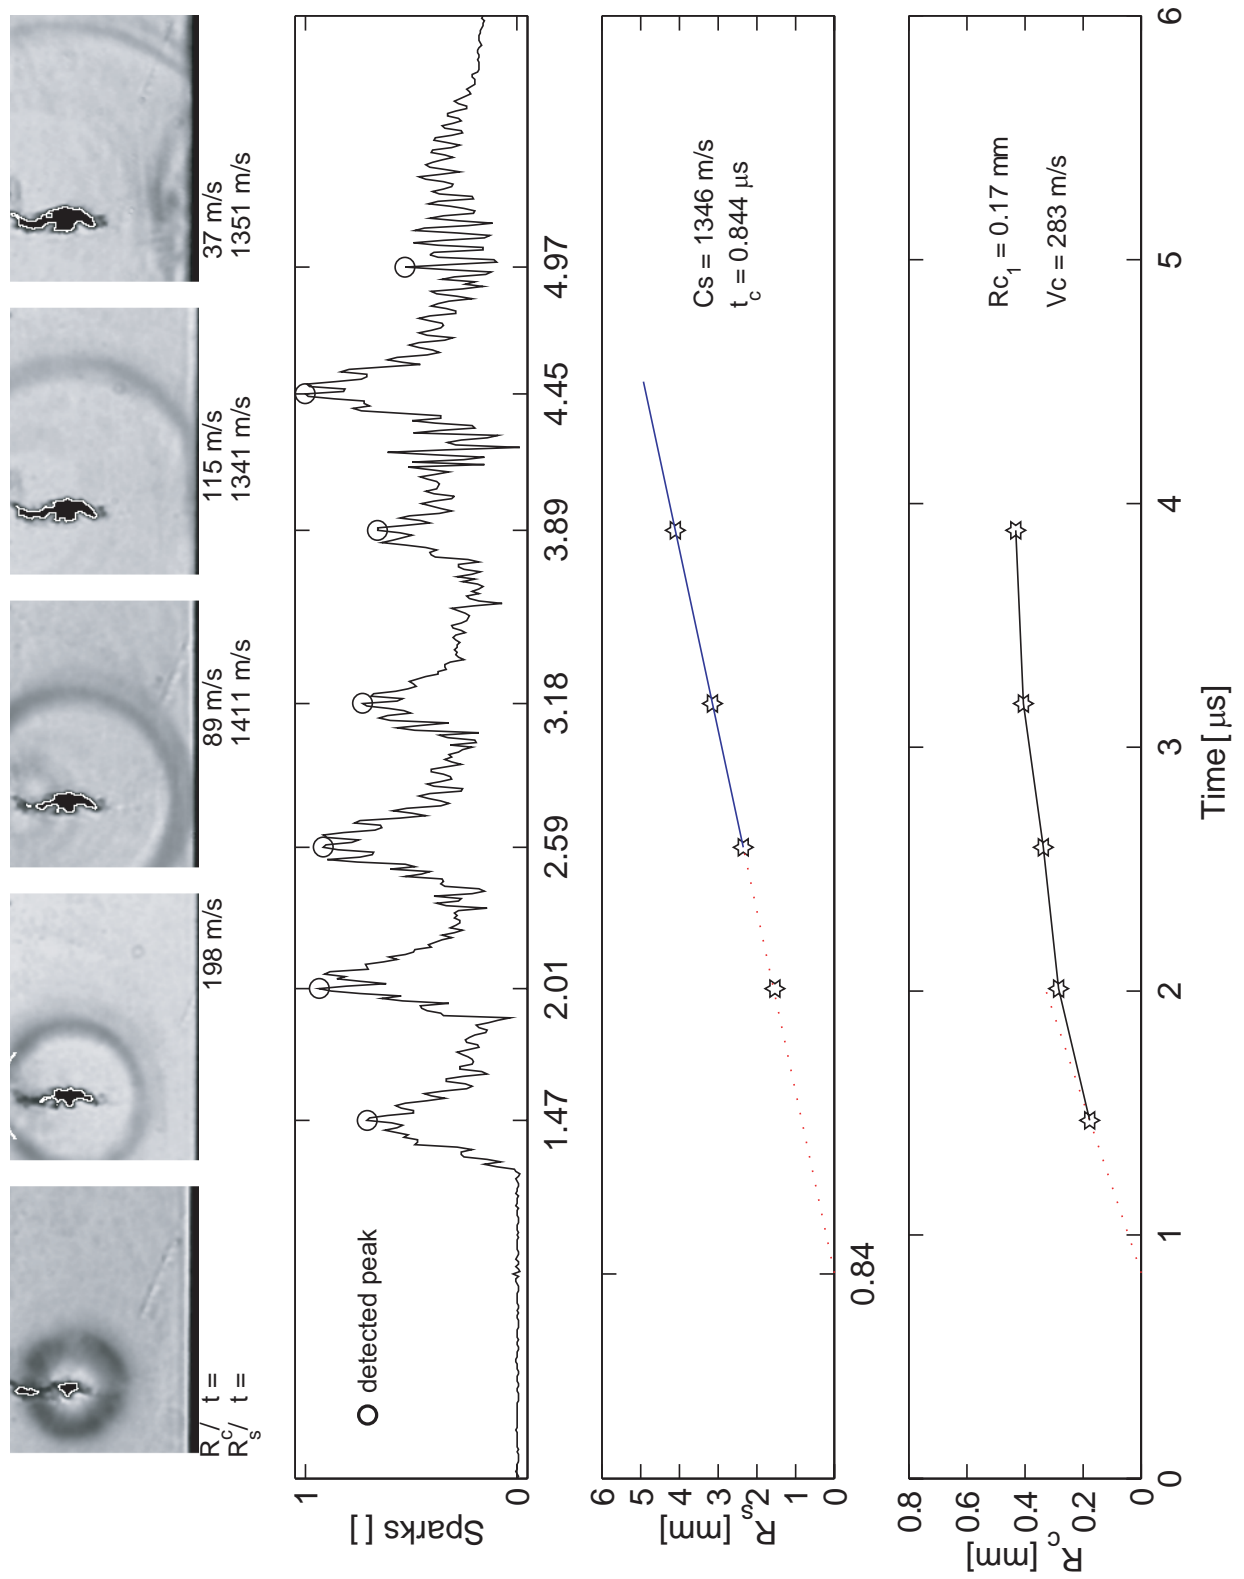 R_c / t =
R_s / t =
198 m/s
89 m/s
1411 m/s
115 m/s
1341 m/s
37 m/s
1351 m/s
Sparks [ ]
1
0
detected peak
1.47
2.01
2.59
3.18
3.89
4.45
4.97
R_s [mm]
6
5
4
3
2
1
0
0.84
Cs = 1346 m/s
t_c = 0.844 µs
R_c [mm]
0.8
0.6
0.4
0.2
0
Rc_1 = 0.17 mm
Vc = 283 m/s
0
1
2
3
4
5
6
Time [ µs]